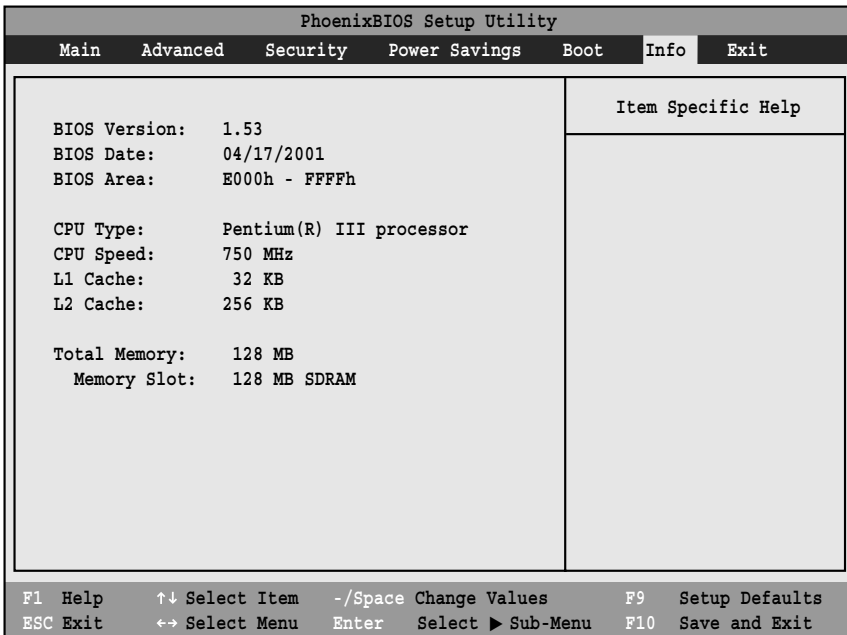 PhoenixBIOS Setup Utility
Main Advanced Security Power Savings Boot Info Exit
Item Specific Help
BIOS Version: 1.53
BIOS Date: 04/17/2001
BIOS Area: E000h - FFFFh
CPU Type: Pentium(R) III processor
CPU Speed: 750 MHz
L1 Cache: 32 KB
L2 Cache: 256 KB
Total Memory: 128 MB
Memory Slot: 128 MB SDRAM
F1 Help ↑↓ Select Item -/Space Change Values F9 Setup Defaults
ESC Exit ←→ Select Menu Enter Select ▶ Sub-Menu F10 Save and Exit